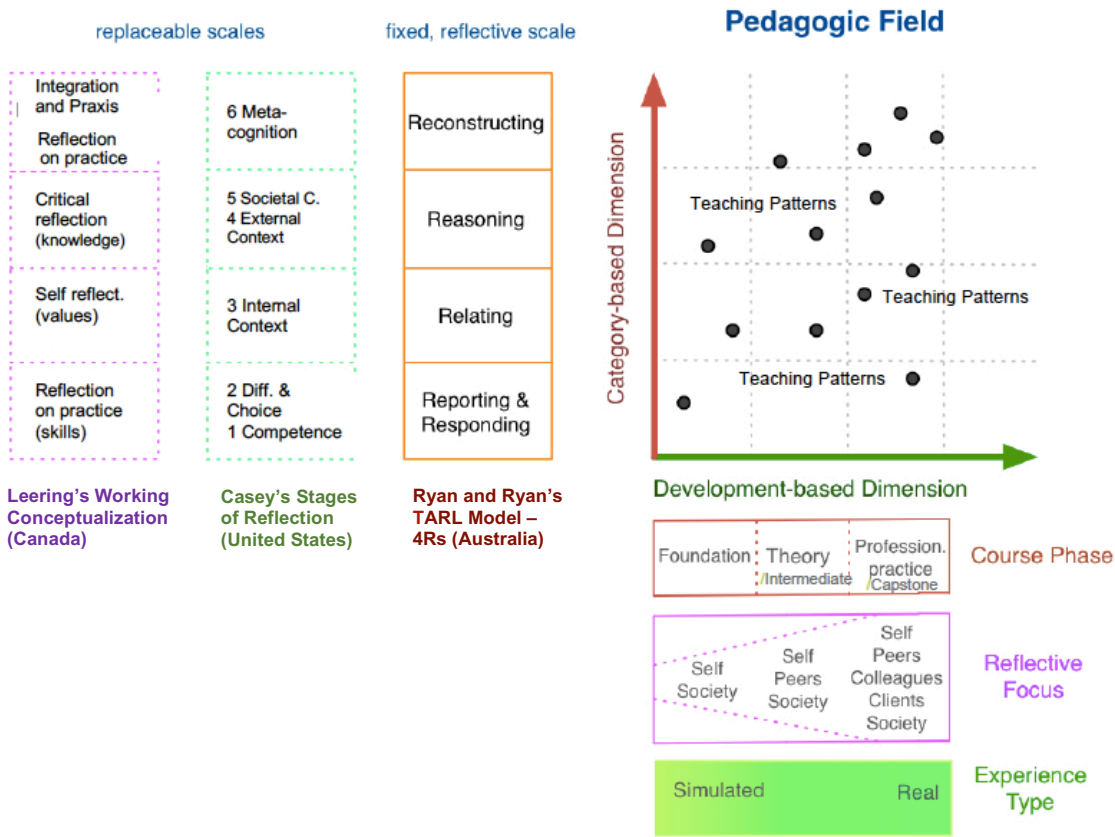 replaceable scales
fixed, reflective scale
Pedagogic Field
Integration
and Praxis
Reflection
on practice
Critical
reflection
(knowledge)
Self reflect.
(values)
Reflection
on practice
(skills)
6 Meta-
cognition
5 Societal C.
4 External
Context
3 Internal
Context
2 Diff. &
Choice
1 Competence
Reconstructing
Reasoning
Relating
Reporting &
Responding
Leering's Working
Conceptualization
(Canada)
Casey's Stages
of Reflection
(United States)
Ryan and Ryan's
TARL Model –
4Rs (Australia)
Category-based Dimension
Teaching Patterns
Teaching Patterns
Teaching Patterns
Development-based Dimension
Foundation
Theory
/Intermediate
Profession.
practice
/Capstone
Course Phase
Self
Society
Self
Peers
Society
Self
Peers
Colleagues
Clients
Society
Reflective
Focus
Simulated
Real
Experience
Type